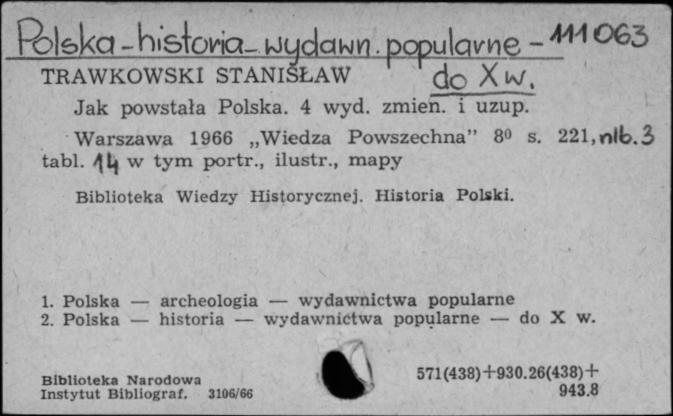 Polska - historia - wydawn. popularne - 111063
TRAWKOWSKI STANISŁAW do X w.
Jak powstała Polska. 4 wyd. zmien. i uzup.
Warszawa 1966 „Wiedza Powszechna” 8⁰ s. 221, nlb. 3
tabl. 14 w tym portr., ilustr., mapy
Biblioteka Wiedzy Historycznej. Historia Polski.
1. Polska — archeologia — wydawnictwa popularne
2. Polska — historia — wydawnictwa popularne — do X w.
Biblioteka Narodowa
Instytut Bibliograf. 3106/66
571(438)+930.26(438)+
943.8